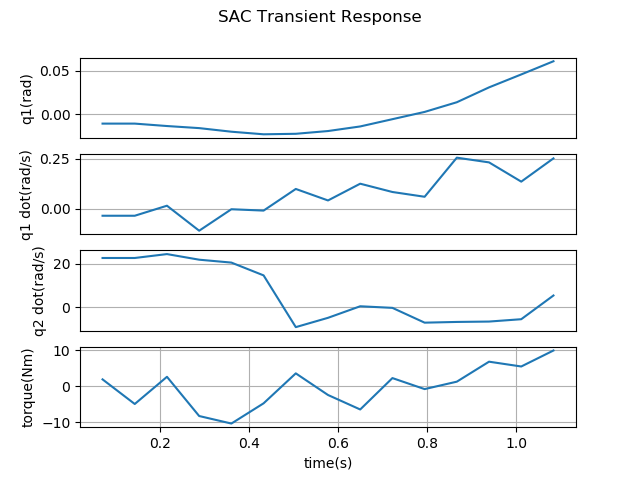 SAC Transient Response
0.05
0.00
q1(rad)
0.25
0.00
q1 dot(rad/s)
20
0
q2 dot(rad/s)
10
0
−10
torque(Nm)
0.2 0.4 0.6 0.8 1.0
time(s)